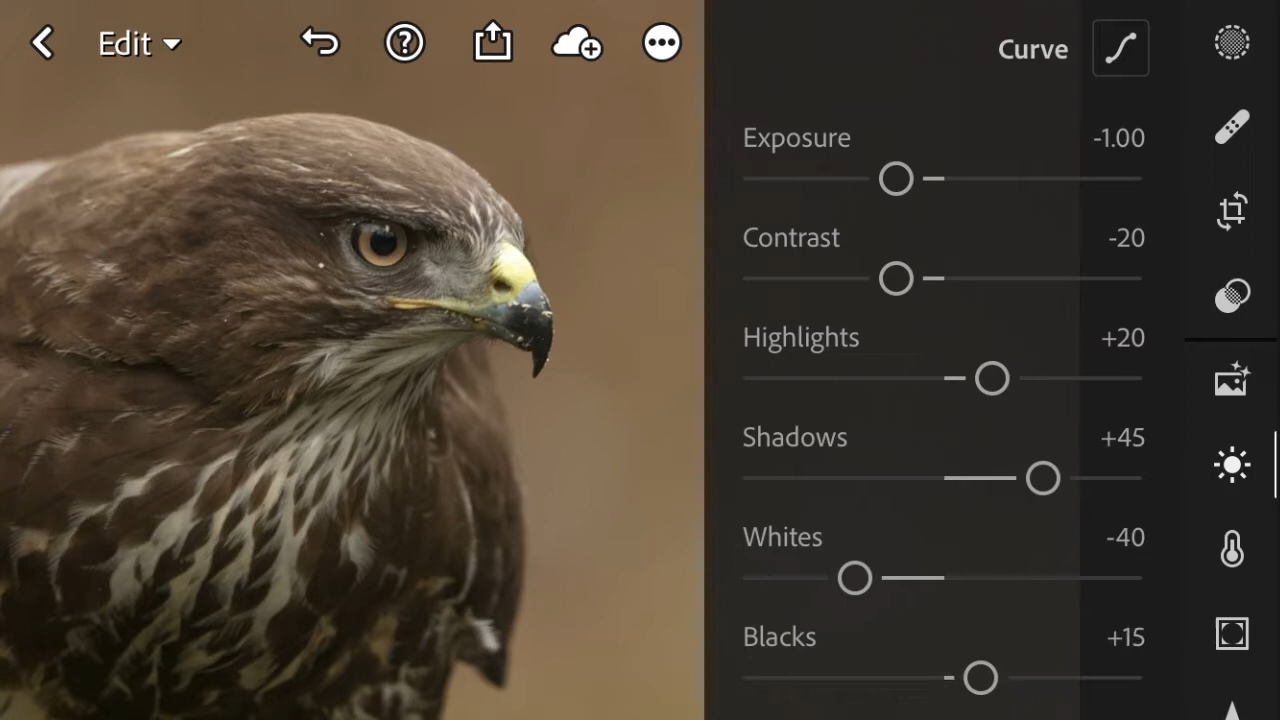 Edit
Curve
Exposure -1.00
Contrast -20
Highlights +20
Shadows +45
Whites -40
Blacks +15